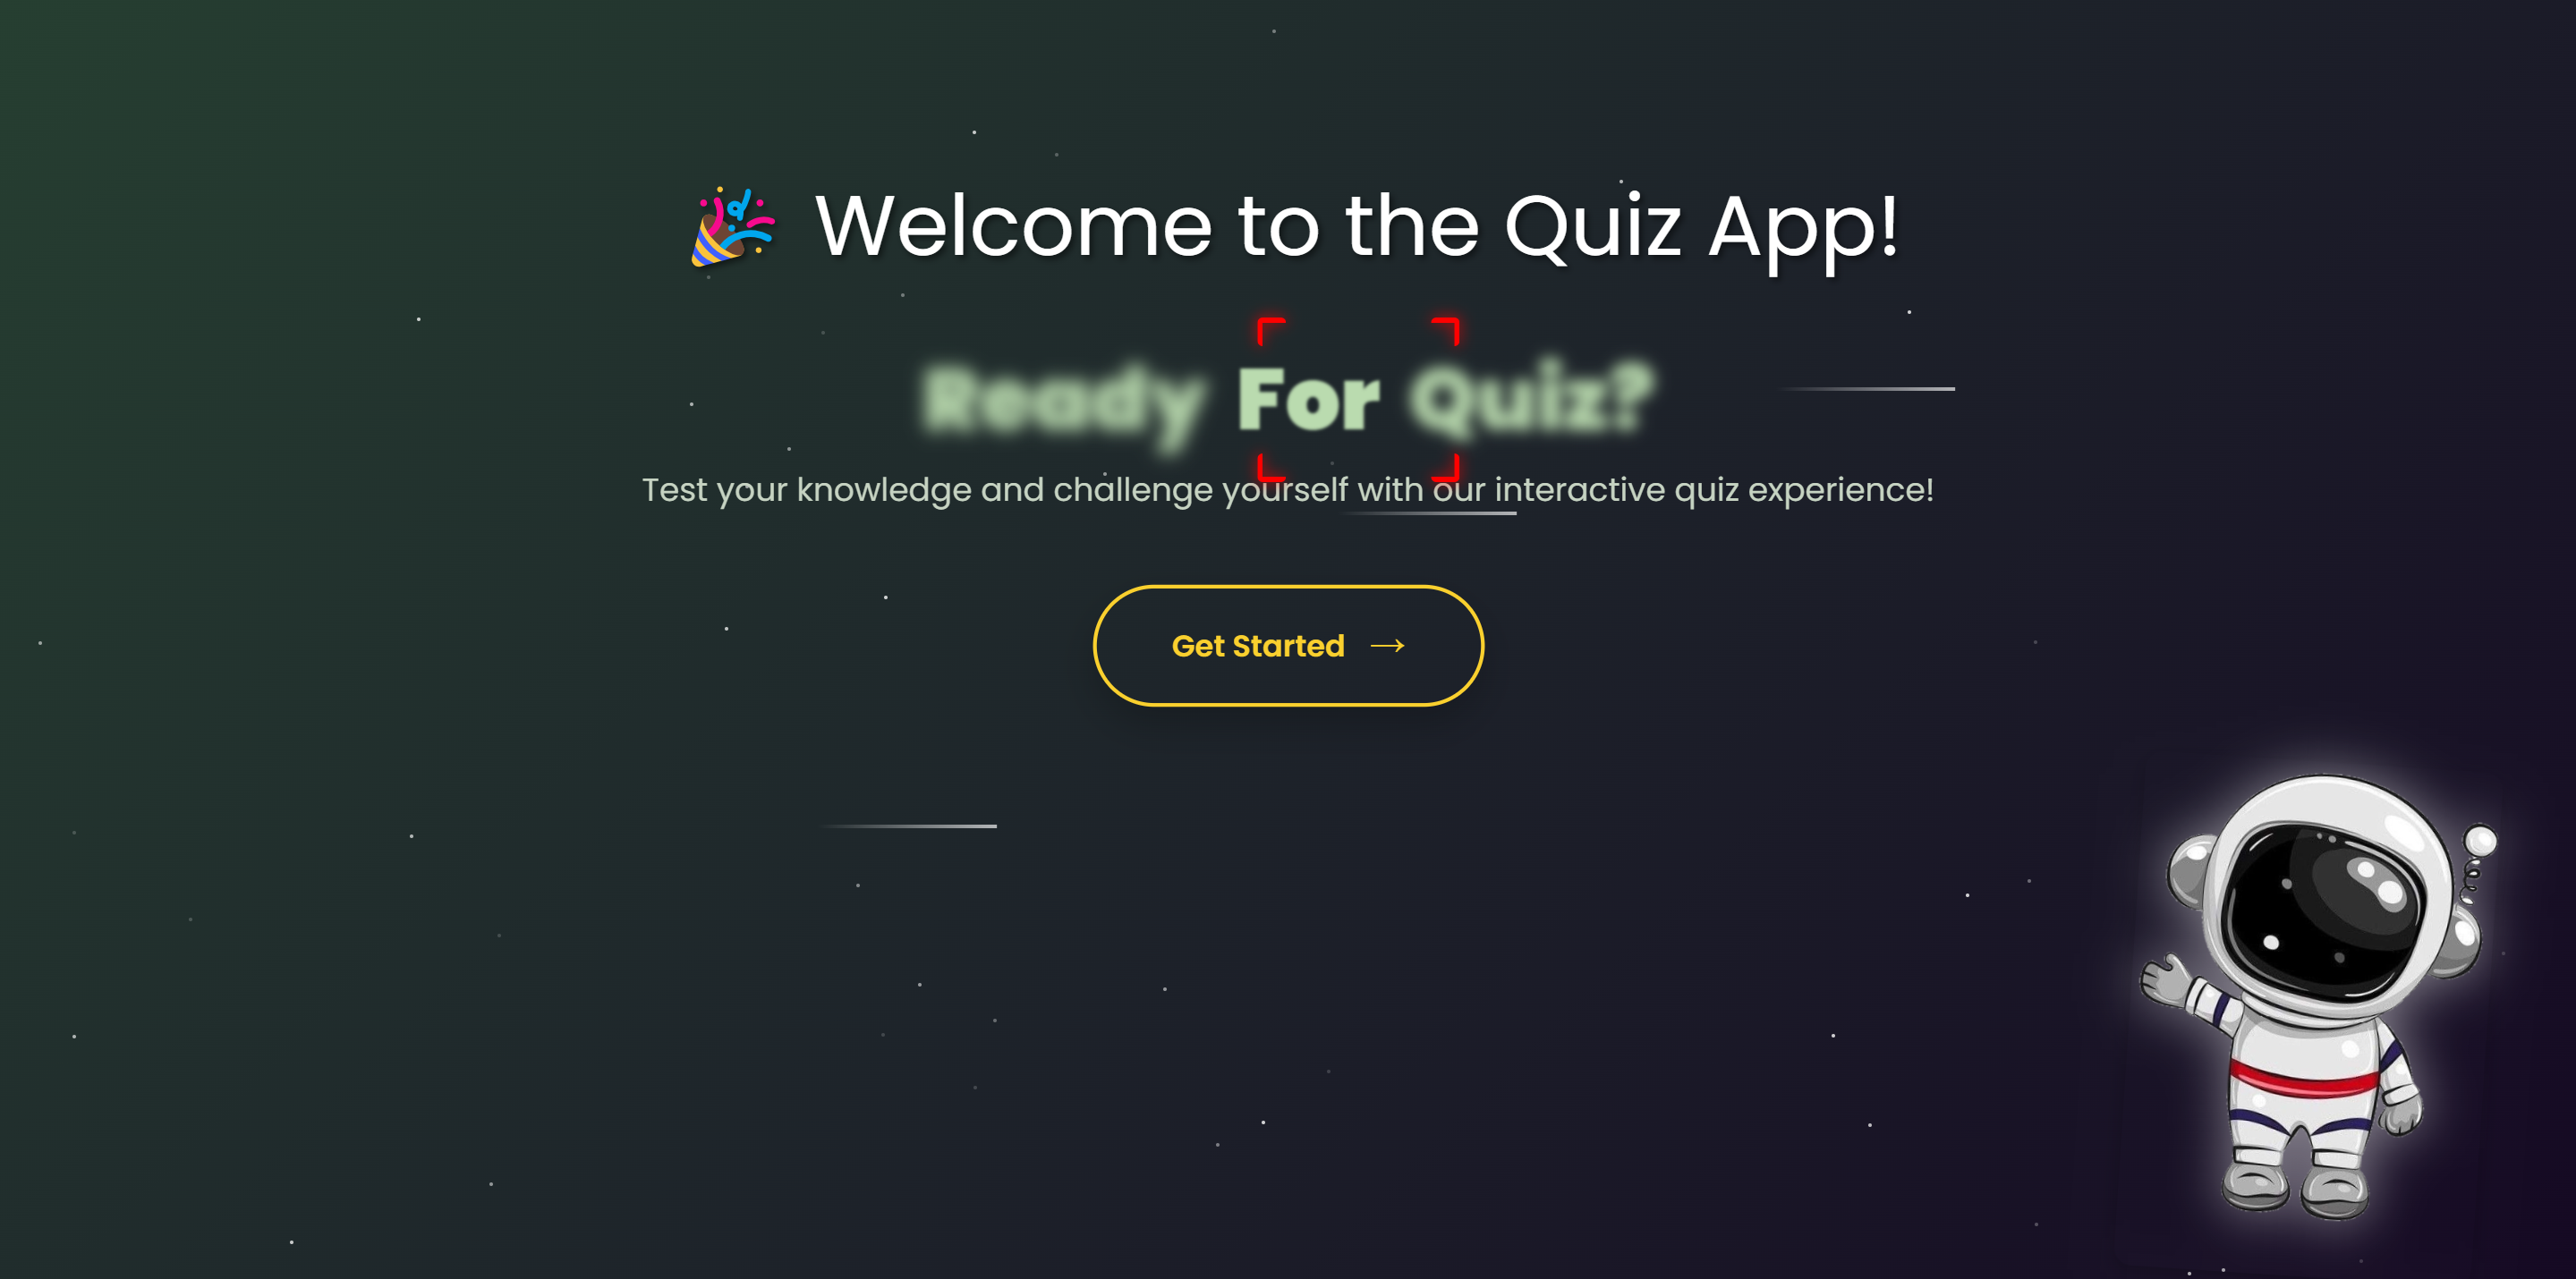 🎉 Welcome to the Quiz App!
Ready For Quiz?
Test your knowledge and challenge yourself with our interactive quiz experience!
Get Started →